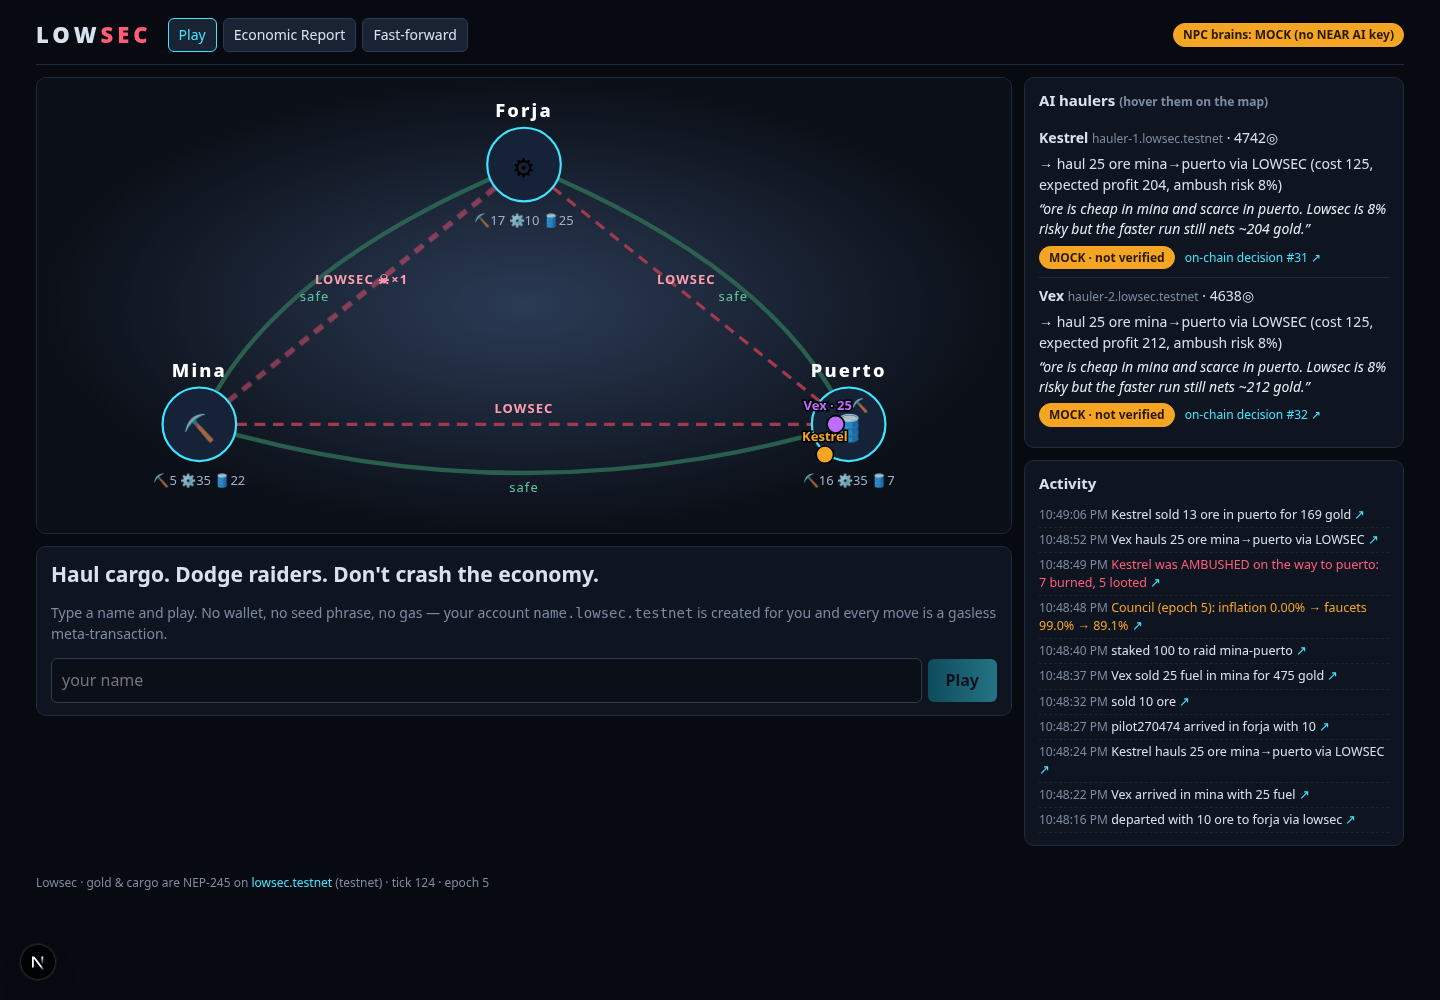 LOWSEC
Play
Economic Report
Fast-forward
NPC brains: MOCK (no NEAR AI key)
Forja
17 10 25
LOWSEC ☠×1
safe
LOWSEC
safe
Mina
5 35 22
LOWSEC
safe
Puerto
Vex · 25
Kestrel
16 35 7
Haul cargo. Dodge raiders. Don't crash the economy.
Type a name and play. No wallet, no seed phrase, no gas — your account name.lowsec.testnet is created for you and every move is a gasless
meta-transaction.
your name
Play
AI haulers (hover them on the map)
Kestrel hauler-1.lowsec.testnet · 4742◎
→ haul 25 ore mina→puerto via LOWSEC (cost 125,
expected profit 204, ambush risk 8%)
“ore is cheap in mina and scarce in puerto. Lowsec is 8%
risky but the faster run still nets ~204 gold.”
MOCK · not verified on-chain decision #31 ↗
Vex hauler-2.lowsec.testnet · 4638◎
→ haul 25 ore mina→puerto via LOWSEC (cost 125,
expected profit 212, ambush risk 8%)
“ore is cheap in mina and scarce in puerto. Lowsec is 8%
risky but the faster run still nets ~212 gold.”
MOCK · not verified on-chain decision #32 ↗
Activity
10:49:06 PM Kestrel sold 13 ore in puerto for 169 gold ↗
10:48:52 PM Vex hauls 25 ore mina→puerto via LOWSEC ↗
10:48:49 PM Kestrel was AMBUSHED on the way to puerto:
7 burned, 5 looted ↗
10:48:48 PM Council (epoch 5): inflation 0.00% → faucets
99.0% → 89.1% ↗
10:48:40 PM staked 100 to raid mina-puerto ↗
10:48:37 PM Vex sold 25 fuel in mina for 475 gold ↗
10:48:32 PM sold 10 ore ↗
10:48:27 PM pilot270474 arrived in forja with 10 ↗
10:48:24 PM Kestrel hauls 25 ore mina→puerto via LOWSEC
↗
10:48:22 PM Vex arrived in mina with 25 fuel ↗
10:48:16 PM departed with 10 ore to forja via lowsec ↗
Lowsec · gold & cargo are NEP-245 on lowsec.testnet (testnet) · tick 124 · epoch 5
N